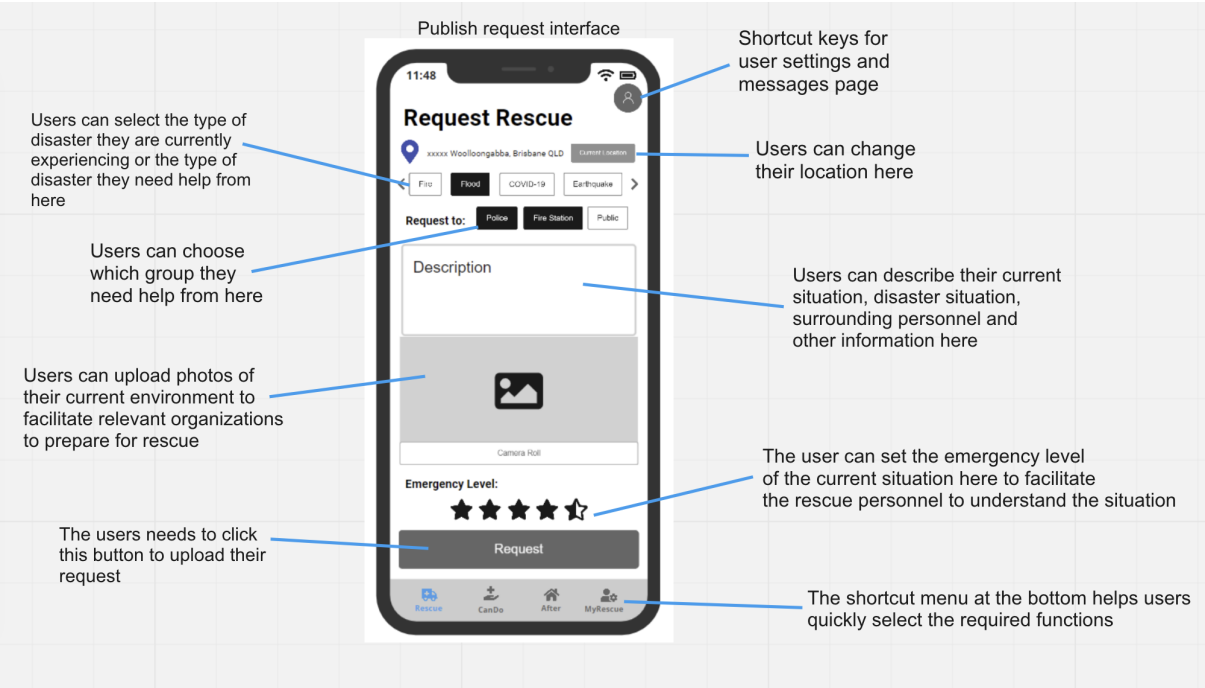 Publish request interface
Shortcut keys for
user settings and
messages page
11:48
Request Rescue
Users can select the type of
disaster they are currently
experiencing or the type of
disaster they need help from
here
xxxxx Woolloongabba, Brisbane QLD
Current Location
Users can change
their location here
Fire
Flood
COVID-19
Earthquake
Request to:
Police
Fire Station
Public
Users can choose
which group they
need help from here
Description
Users can describe their current
situation, disaster situation,
surrounding personnel and
other information here
Users can upload photos of
their current environment to
facilitate relevant organizations
to prepare for rescue
Camera Roll
The user can set the emergency level
of the current situation here to facilitate
the rescue personnel to understand the situation
Emergency Level:
The users needs to click
this button to upload their
request
Request
Rescue
CanDo
After
MyRescue
The shortcut menu at the bottom helps users
quickly select the required functions